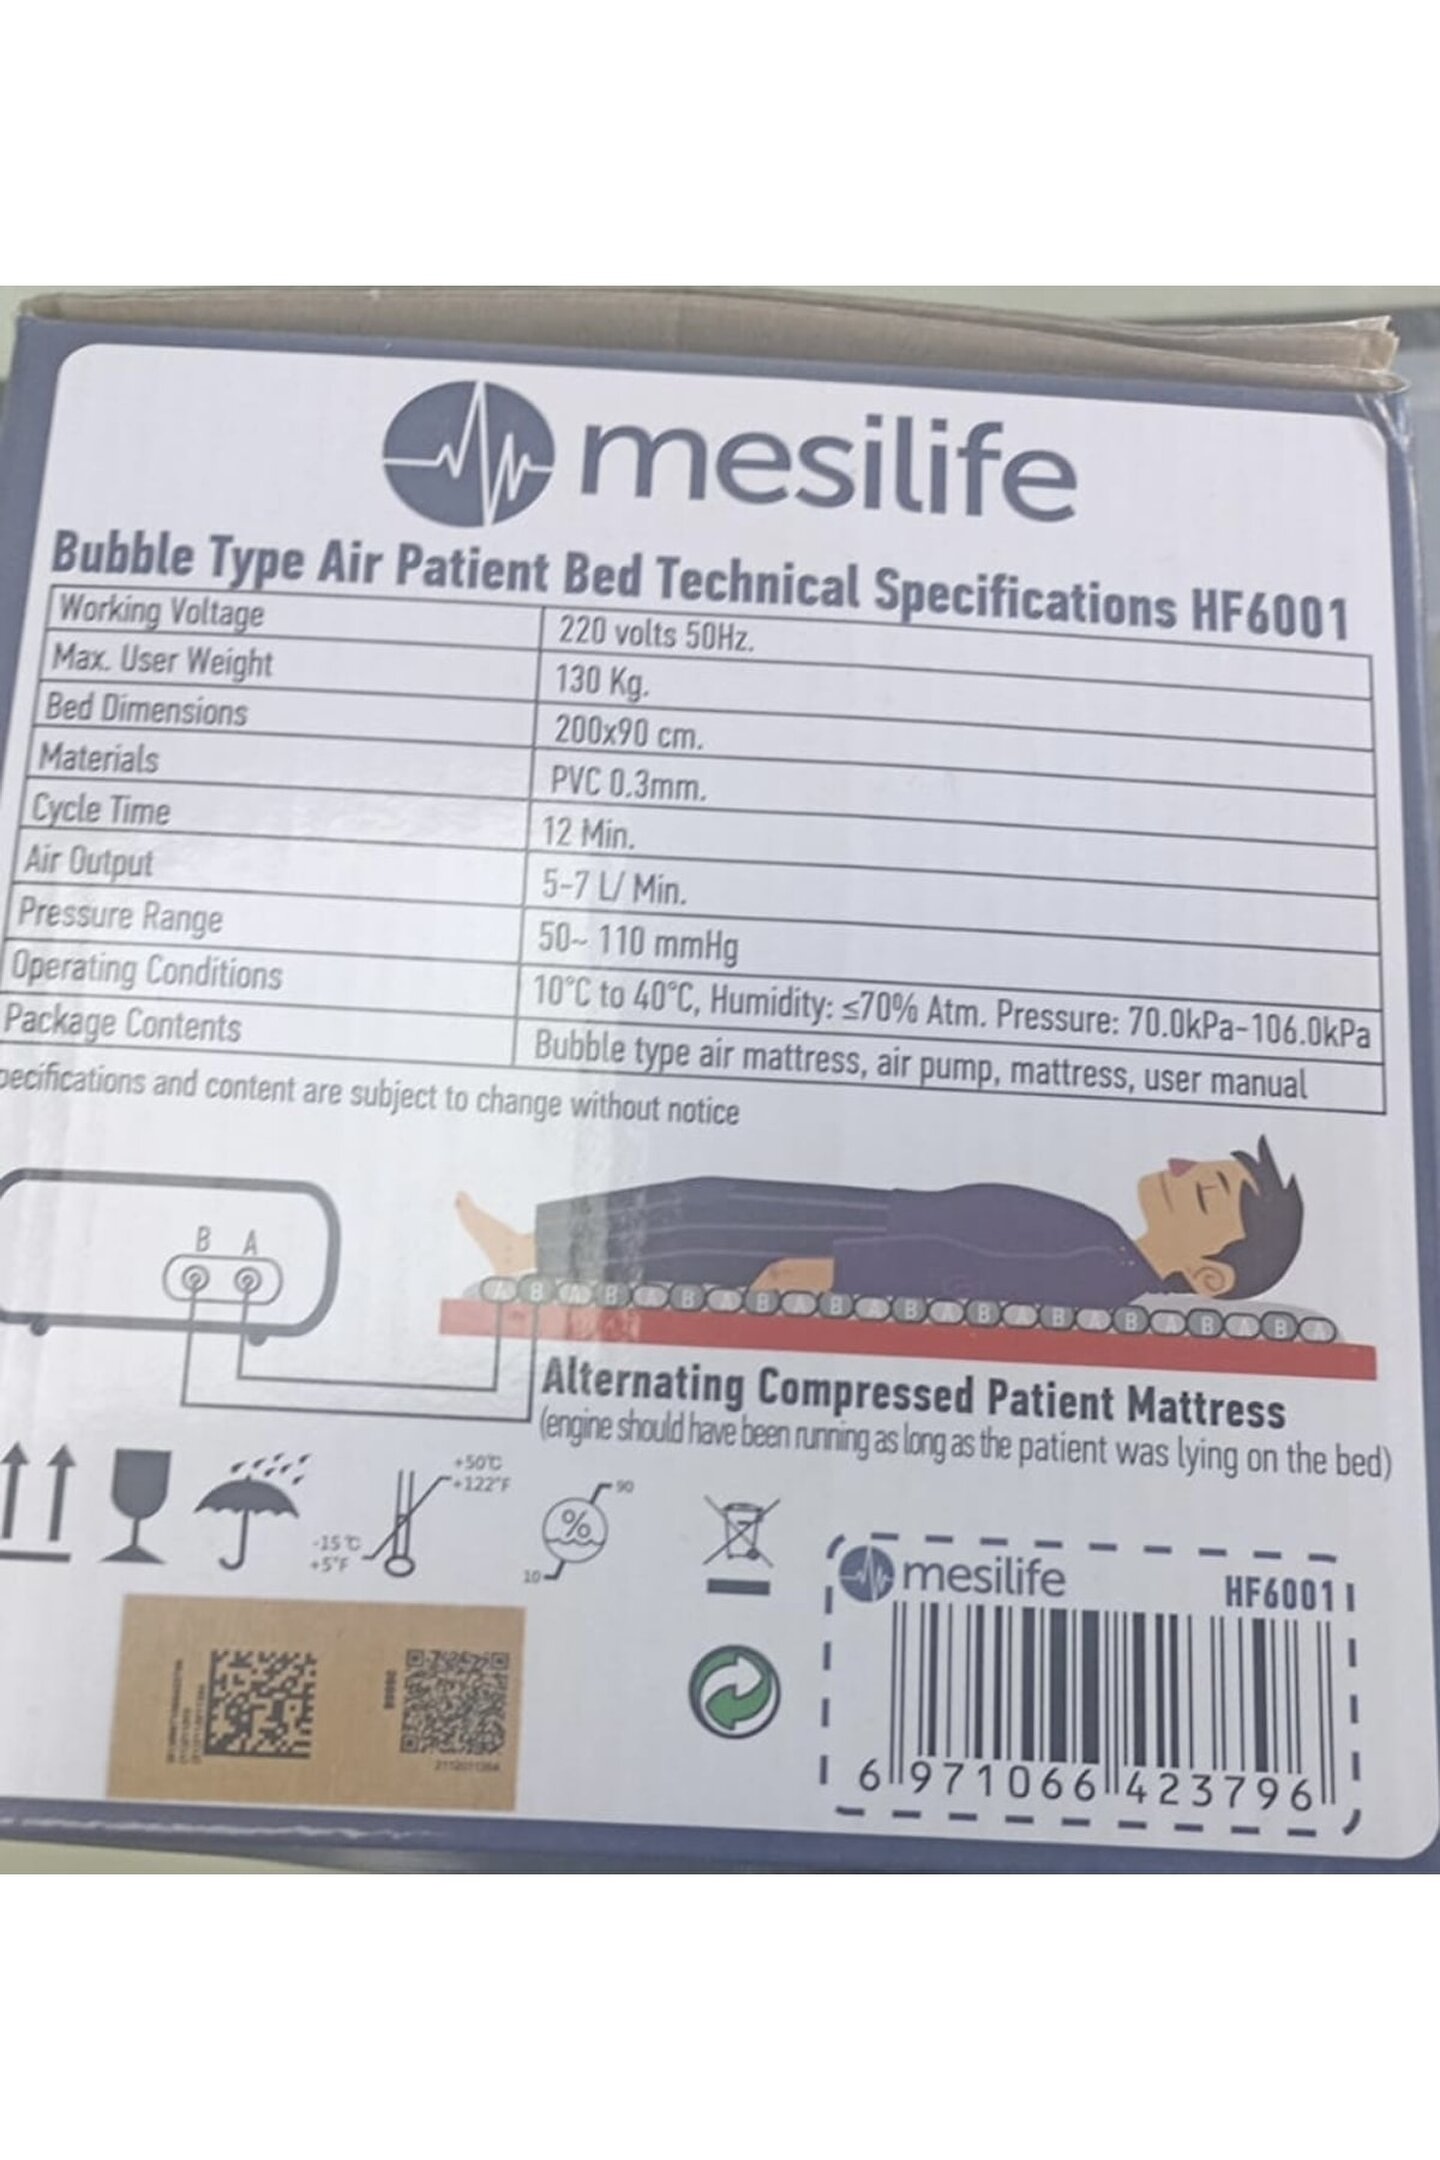 mesilife
Bubble Type Air Patient Bed Technical Specifications HF6001
Working Voltage 220 volts 50Hz.
Max. User Weight 130 Kg.
Bed Dimensions 200x90 cm.
Materials PVC 0.3mm.
Cycle Time 12 Min.
Air Output 5-7 L/ Min.
Pressure Range 50~ 110 mmHg
Operating Conditions 10°C to 40°C, Humidity: ≤70% Atm. Pressure: 70.0kPa-106.0kPa
Package Contents Bubble type air mattress, air pump, mattress, user manual
pecifications and content are subject to change without notice
B A
A B A B A B A B A B A B A B A B A B A B A B A
Alternating Compressed Patient Mattress
(engine should have been running as long as the patient was lying on the bed)
+50°C
+122°F
-15°C
+5°F
90
%
10
mesilife HF6001
6 971066 423796